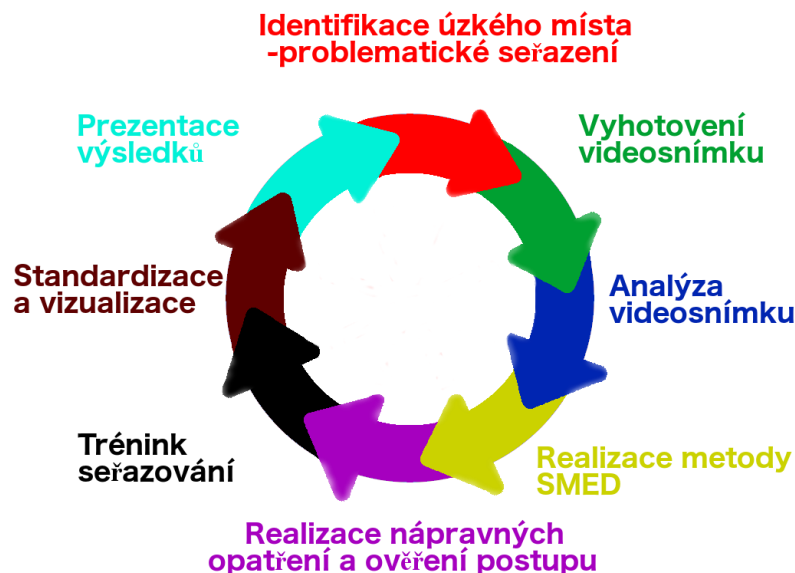 Identifikace úzkého místa
-problematické seřazení
Vyhotovení
videosnímku
Analýza
videosnímku
Realizace metody
SMED
Realizace nápravných
opatření a ověření postupu
Trénink
seřazování
Standardizace
a vizualizace
Prezentace
výsledků